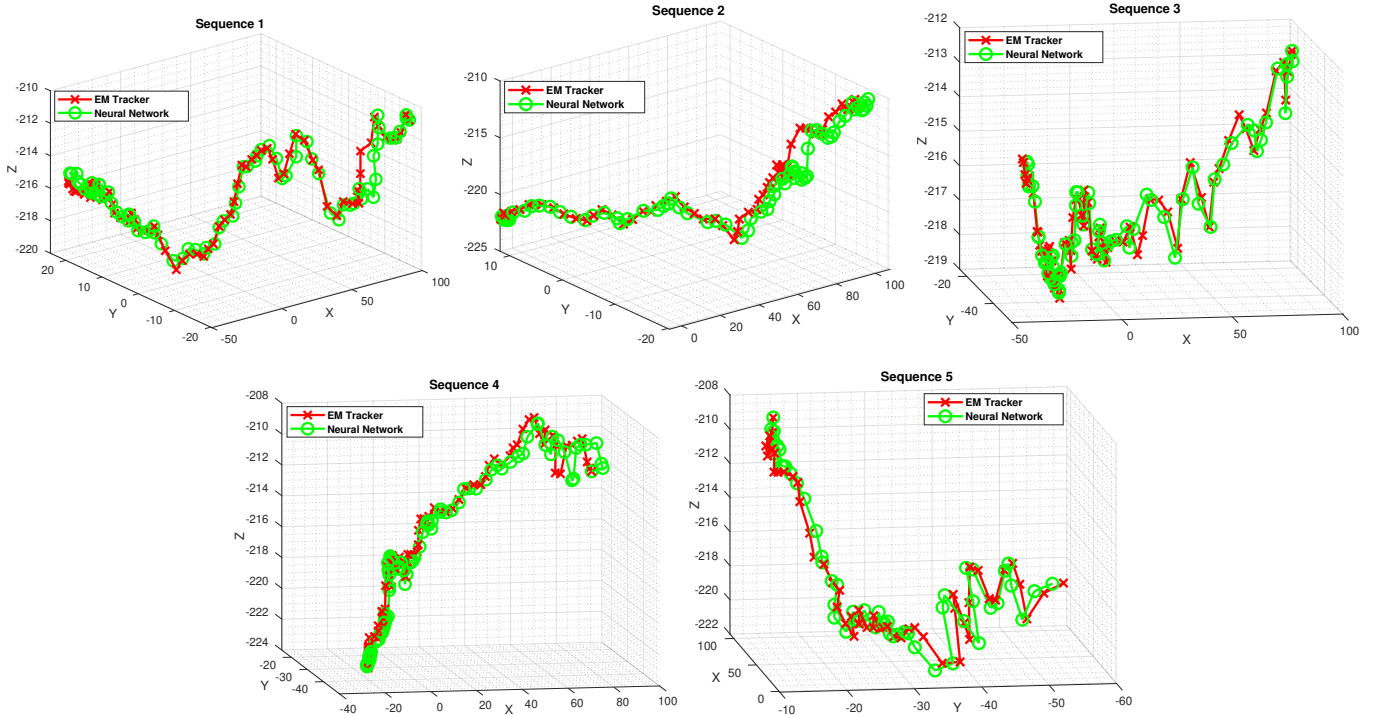 Sequence 1
EM Tracker
Neural Network
-210
-212
-214
-216
-218
-220
Z
20
10
0
-10
-20
Y
-50
0
50
100
X
Sequence 2
EM Tracker
Neural Network
-210
-215
-220
-225
Z
10
0
-10
-20
Y
0
20
40
60
80
100
X
Sequence 3
EM Tracker
Neural Network
-212
-213
-214
-215
-216
-217
-218
-219
Z
-20
-40
Y
-50
0
50
100
X
Sequence 4
EM Tracker
Neural Network
-208
-210
-212
-214
-216
-218
-220
-222
-224
Z
-20
-30
-40
Y
-40
-20
0
20
40
60
80
100
X
Sequence 5
EM Tracker
Neural Network
-208
-210
-212
-214
-216
-218
-220
-222
Z
100
50
0
X
-10
-20
-30
-40
-50
-60
Y